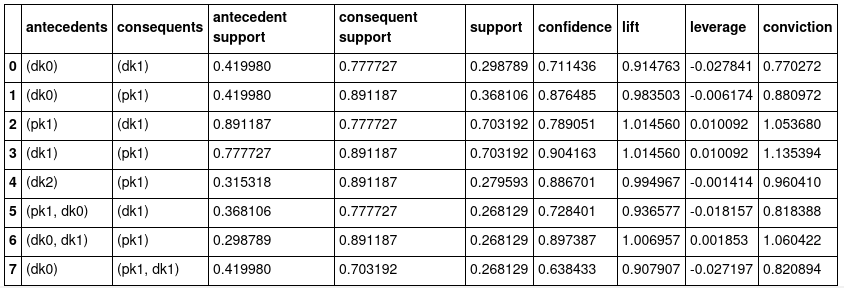 antecedents consequents antecedent support consequent support support confidence lift leverage conviction
0 (dk0) (dk1) 0.419980 0.777727 0.298789 0.711436 0.914763 -0.027841 0.770272
1 (dk0) (pk1) 0.419980 0.891187 0.368106 0.876485 0.983503 -0.006174 0.880972
2 (pk1) (dk1) 0.891187 0.777727 0.703192 0.789051 1.014560 0.010092 1.053680
3 (dk1) (pk1) 0.777727 0.891187 0.703192 0.904163 1.014560 0.010092 1.135394
4 (dk2) (pk1) 0.315318 0.891187 0.279593 0.886701 0.994967 -0.001414 0.960410
5 (pk1, dk0) (dk1) 0.368106 0.777727 0.268129 0.728401 0.936577 -0.018157 0.818388
6 (dk0, dk1) (pk1) 0.298789 0.891187 0.268129 0.897387 1.006957 0.001853 1.060422
7 (dk0) (pk1, dk1) 0.419980 0.703192 0.268129 0.638433 0.907907 -0.027197 0.820894